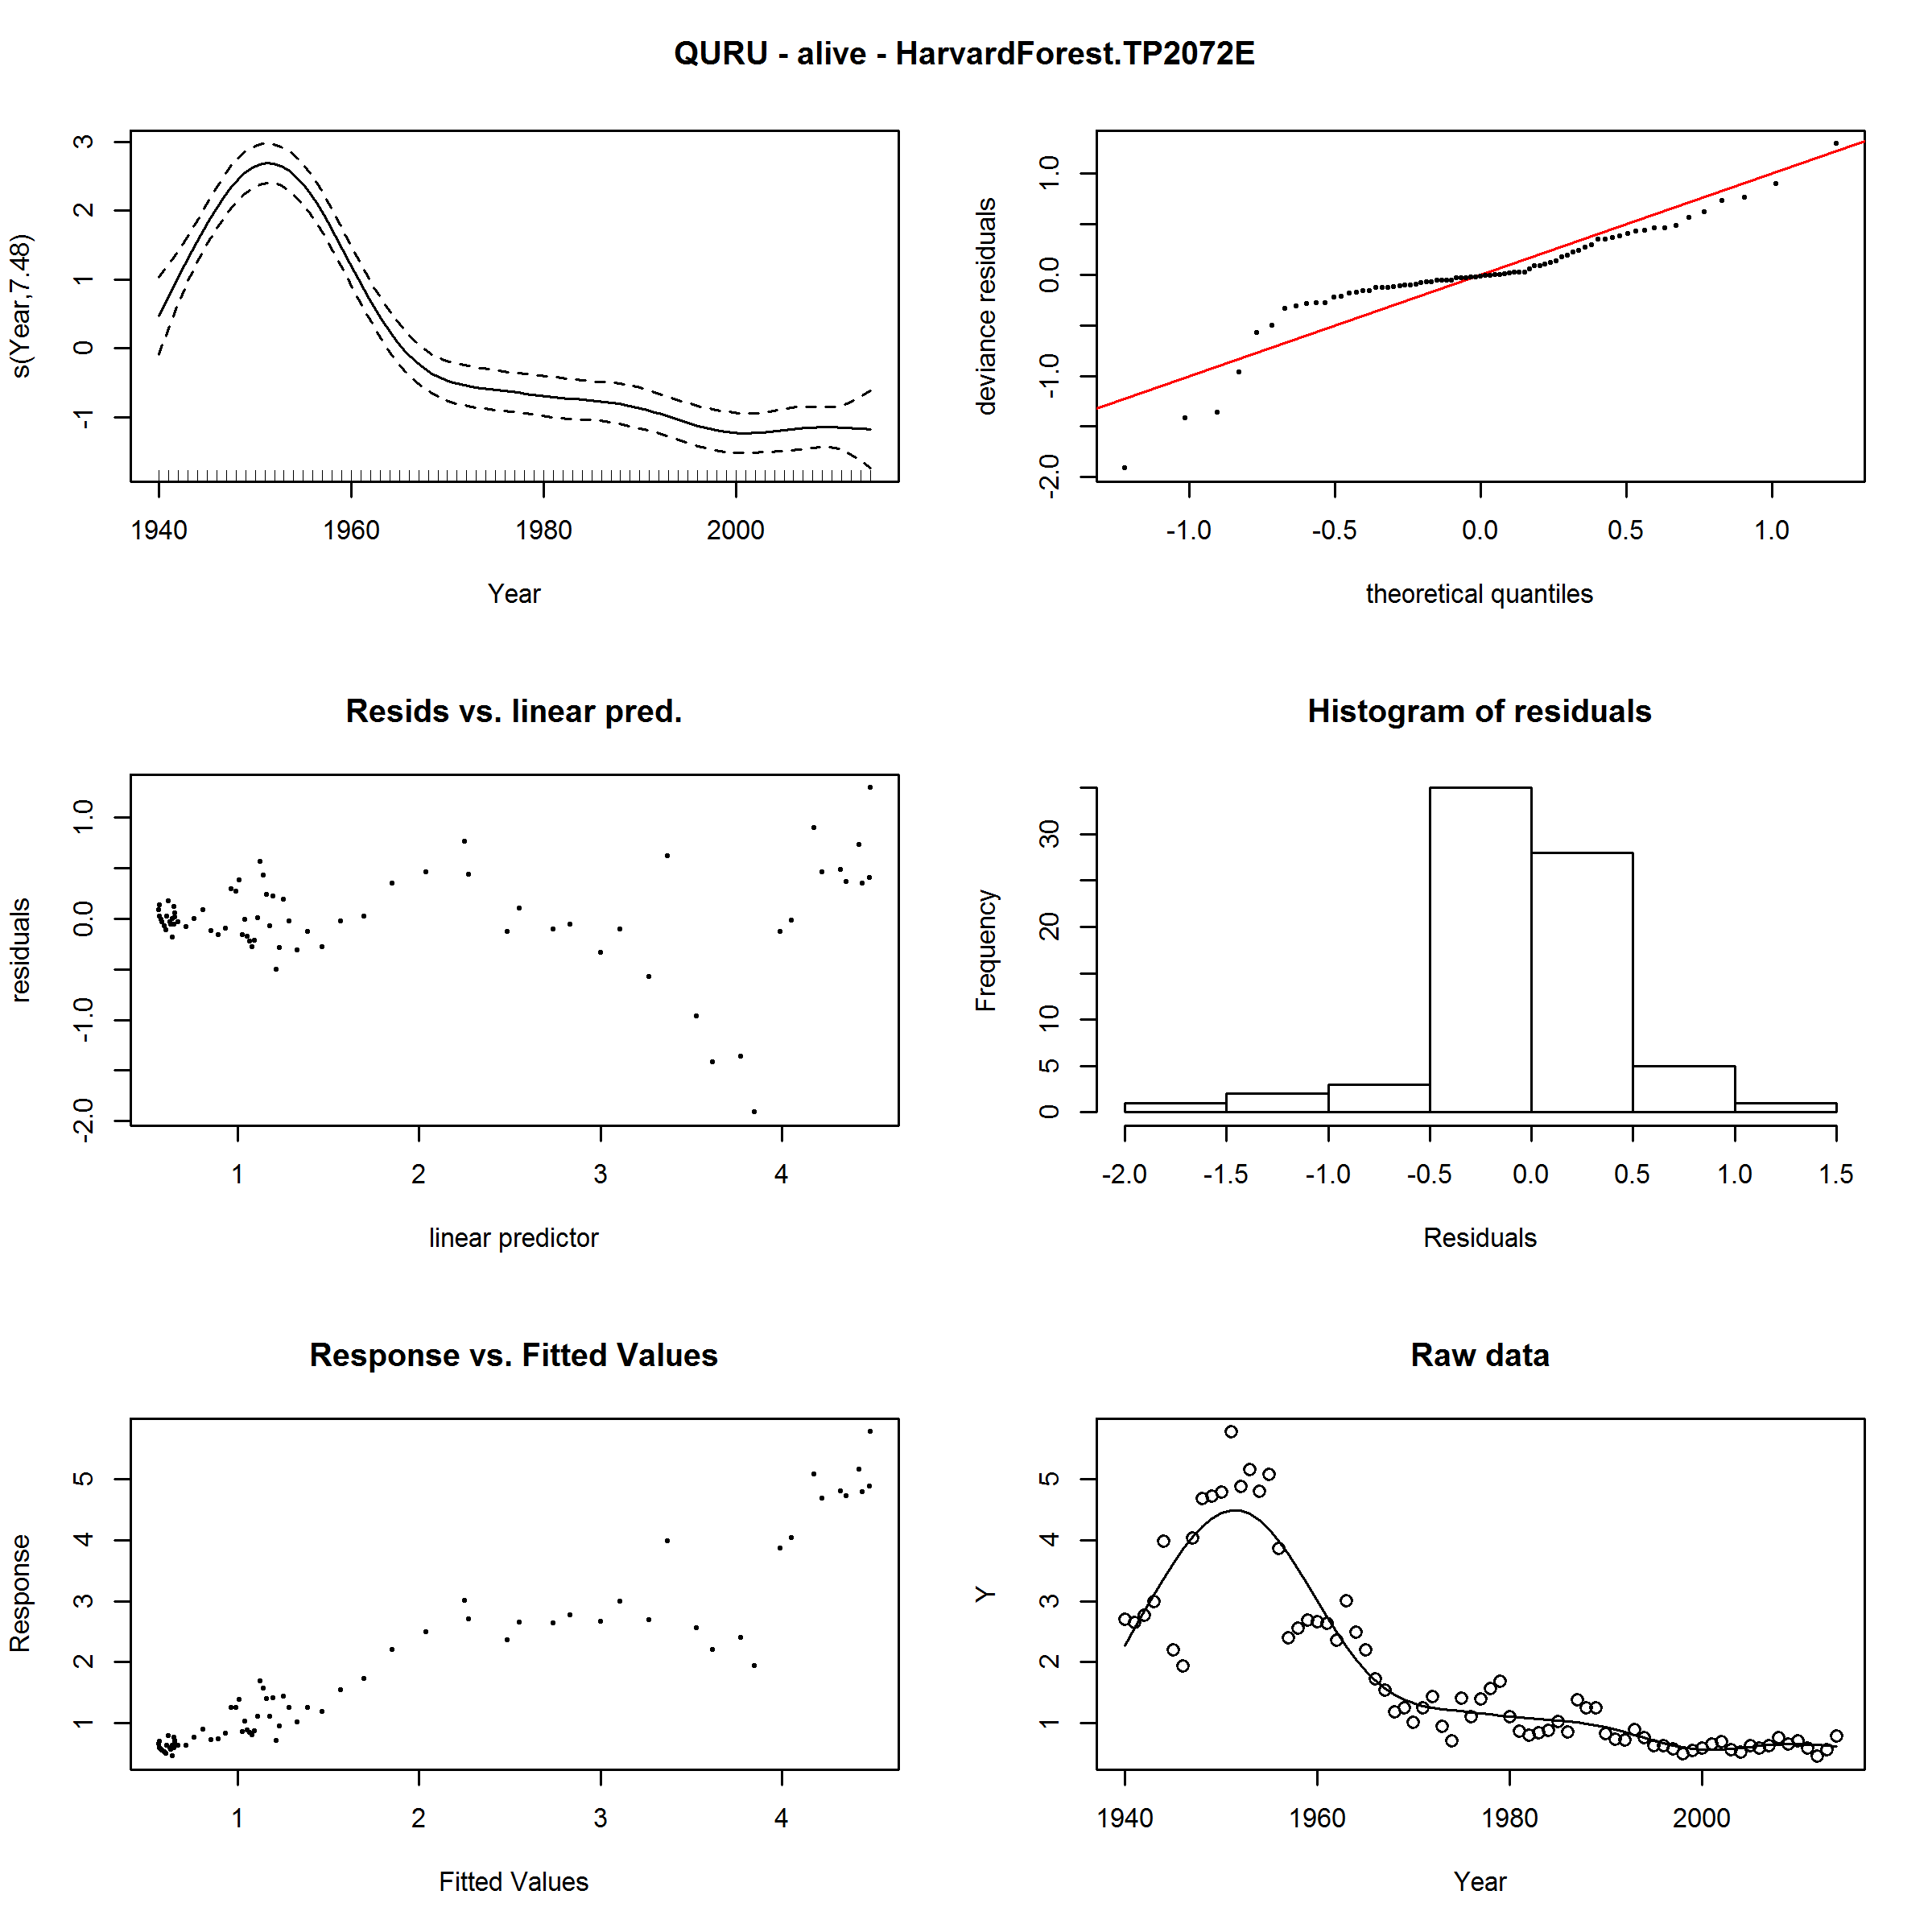 QURU - alive - HarvardForest.TP2072E
s(Year,7.48)
3
2
1
0
-1
1940 1960 1980 2000
Year
deviance residuals
1.0
0.0
-1.0
-2.0
-1.0 -0.5 0.0 0.5 1.0
theoretical quantiles
Resids vs. linear pred.
residuals
1.0
0.0
-1.0
-2.0
1 2 3 4
linear predictor
Histogram of residuals
Frequency
30
20
10
5
0
-2.0 -1.5 -1.0 -0.5 0.0 0.5 1.0 1.5
Residuals
Response vs. Fitted Values
Response
5
4
3
2
1
1 2 3 4
Fitted Values
Raw data
Y
5
4
3
2
1
1940 1960 1980 2000
Year